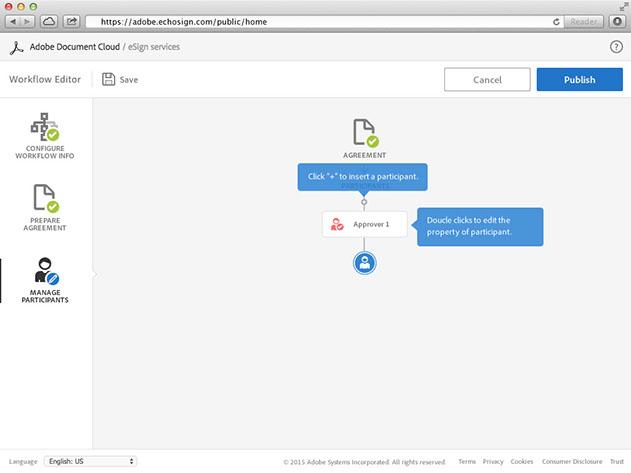 https://adobe.echosign.com/public/home
Reader
Adobe Document Cloud / eSign services
?
Workflow Editor
Save
Cancel
Publish
CONFIGURE
WORKFLOW INFO
PREPARE
AGREEMENT
MANAGE
PARTICIPANTS
AGREEMENT
Click "+" to insert a participant.
PARTICIPANTS
Approver 1
Doucle clicks to edit the
property of participant.
Language English: US
© 2015 Adobe Systems Incorporated. All rights reserved. Terms Privacy Cookies Consumer Disclosure Trust